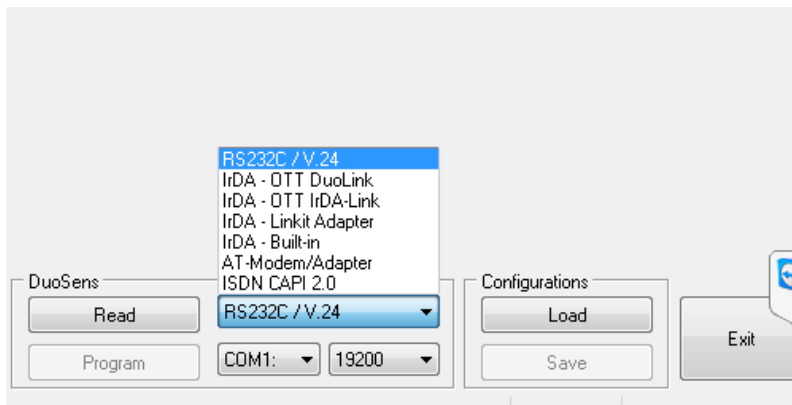 RS232C / V.24
IrDA - OTT DuoLink
IrDA - OTT IrDA-Link
IrDA - Linkit Adapter
IrDA - Built-in
AT-Modem/Adapter
ISDN CAPI 2.0
DuoSens
Read
RS232C / V.24
Program
COM1:
19200
Configurations
Load
Save
Exit